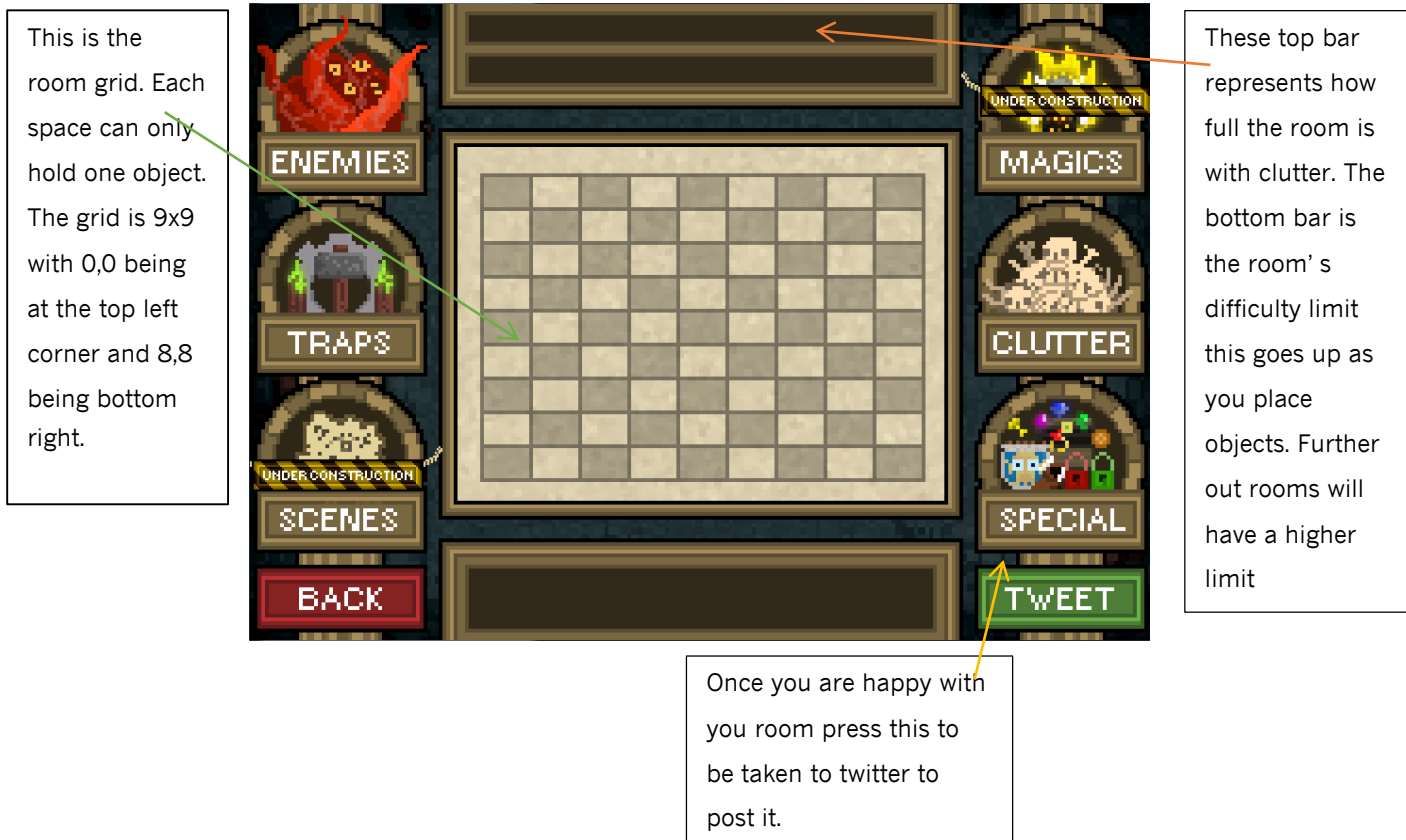 This is the
room grid. Each
space can only
hold one object.
The grid is 9x9
with 0,0 being
at the top left
corner and 8,8
being bottom
right.
ENEMIES
TRAPS
UNDER CONSTRUCTION
SCENES
BACK
UNDER CONSTRUCTION
MAGICS
CLUTTER
SPECIAL
TWEET
These top bar
represents how
full the room is
with clutter. The
bottom bar is
the room' s
difficulty limit
this goes up as
you place
objects. Further
out rooms will
have a higher
limit
Once you are happy with
you room press this to
be taken to twitter to
post it.